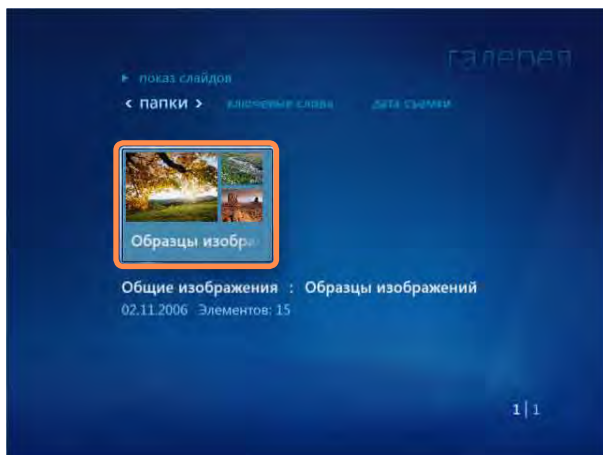 галерея
показ слайдов
< папки > ключевые слова дата съемки
Образцы изобра
Общие изображения : Образцы изображений
02.11.2006 Элементов: 15
1|1